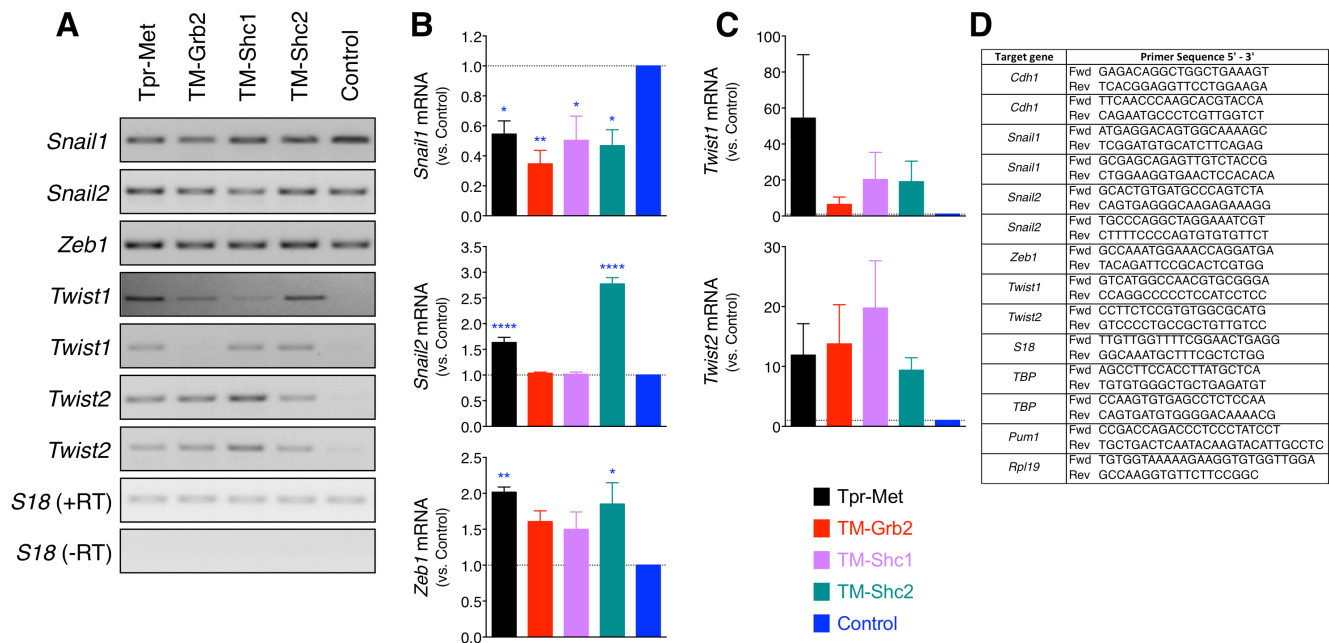 A
Tpr-Met
TM-Grb2
TM-Shc1
TM-Shc2
Control
Snail1
Snail2
Zeb1
Twist1
Twist1
Twist2
Twist2
S18 (+RT)
S18 (-RT)
B
Snail1 mRNA
(vs. Control)
1.2
1.0
0.8
0.6
0.4
0.2
0.0
*
**
*
*
Snail2 mRNA
(vs. Control)
3.5
3.0
2.5
2.0
1.5
1.0
0.5
0.0
****
****
Zeb1 mRNA
(vs. Control)
2.5
2.0
1.5
1.0
0.5
0.0
**
*
C
Twist1 mRNA
(vs. Control)
100
80
60
40
20
0
Twist2 mRNA
(vs. Control)
30
20
10
0
Tpr-Met
TM-Grb2
TM-Shc1
TM-Shc2
Control
D
Target gene Primer Sequence 5' - 3'
Cdh1 Fwd GAGACAGGCTGGCTGAAAGT
Rev TCACGGAGGTTCCTGGAAGA
Cdh1 Fwd TTCAACCCAAGCACGTACCA
Rev CAGAATGCCCTCGTTGGTCT
Snail1 Fwd ATGAGGACAGTGGCAAAAGC
Rev TCGGATGTGCATCTTCAGAG
Snail1 Fwd GCGAGCAGAGTTGTCTACCG
Rev CTGGAAGGTGAACTCCACACA
Snail2 Fwd GCACTGTGATGCCCAGTCTA
Rev CAGTGAGGGCAAGAGAAAGG
Snail2 Fwd TGCCCAGGCTAGGAAATCGT
Rev CTTTTCCCCAGTGTGTGTTCT
Zeb1 Fwd GCCAAATGGAAACCAGGATGA
Rev TACAGATTCCGCACTCGTGG
Twist1 Fwd GTCATGGCCAACGTGCGGGA
Rev CCAGGCCCCCTCCATCCTCC
Twist2 Fwd CCTTCTCCGTGTGGCGCATG
Rev GTCCCCTGCCGCTGTTGTCC
S18 Fwd TTGTTGGTTTTCGGAACTGAGG
Rev GGCAAATGCTTTCGCTCTGG
TBP Fwd AGCCTTCCACCTTATGCTCA
Rev TGTGTGGGCTGCTGAGATGT
TBP Fwd CCAAGTGTGAGCCTCTCCAA
Rev CAGTGATGTGGGGACAAAACG
Pum1 Fwd CCGACCAGACCCTCCCTATCCT
Rev TGCTGACTCAATACAAGTACATTGCCTC
Rpl19 Fwd TGTGGTAAAAAGAAGGTGTGGTTGGA
Rev GCCAAGGTGTTCTTCCGGC